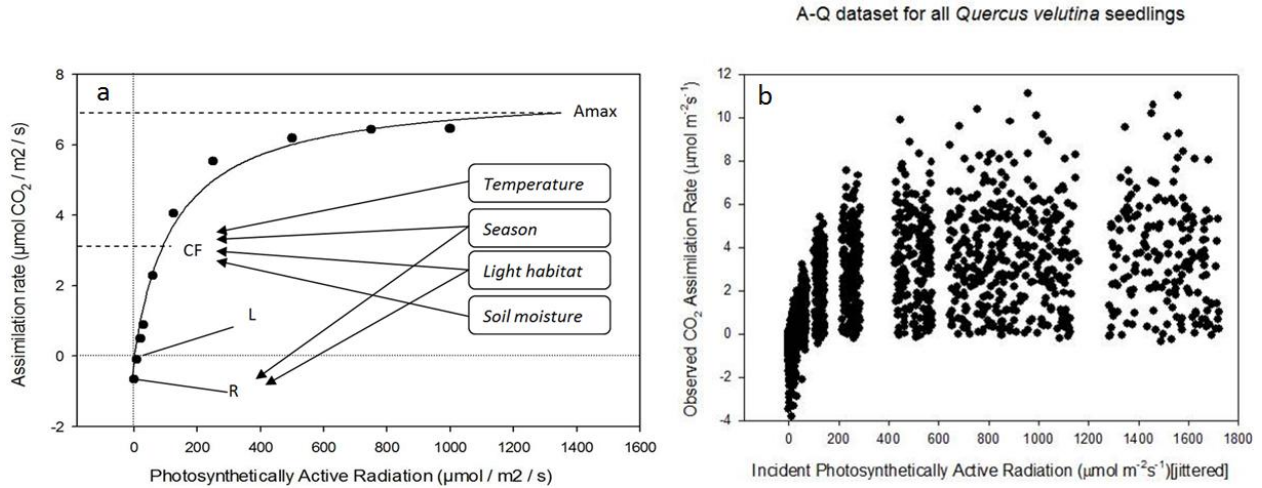 A-Q dataset for all Quercus velutina seedlings
a
8
6
4
2
0
-2
Assimilation rate (µmol CO₂ / m2 / s)
Amax
Temperature
Season
CF
Light habitat
Soil moisture
L
R
0 200 400 600 800 1000 1200 1400 1600
Photosynthetically Active Radiation (µmol / m2 / s)
b
12
10
8
6
4
2
0
-2
-4
Observed CO₂ Assimilation Rate (µmol m⁻²s⁻¹)
0 200 400 600 800 1000 1200 1400 1600 1800
Incident Photosynthetically Active Radiation (µmol m⁻²s⁻¹)[jittered]